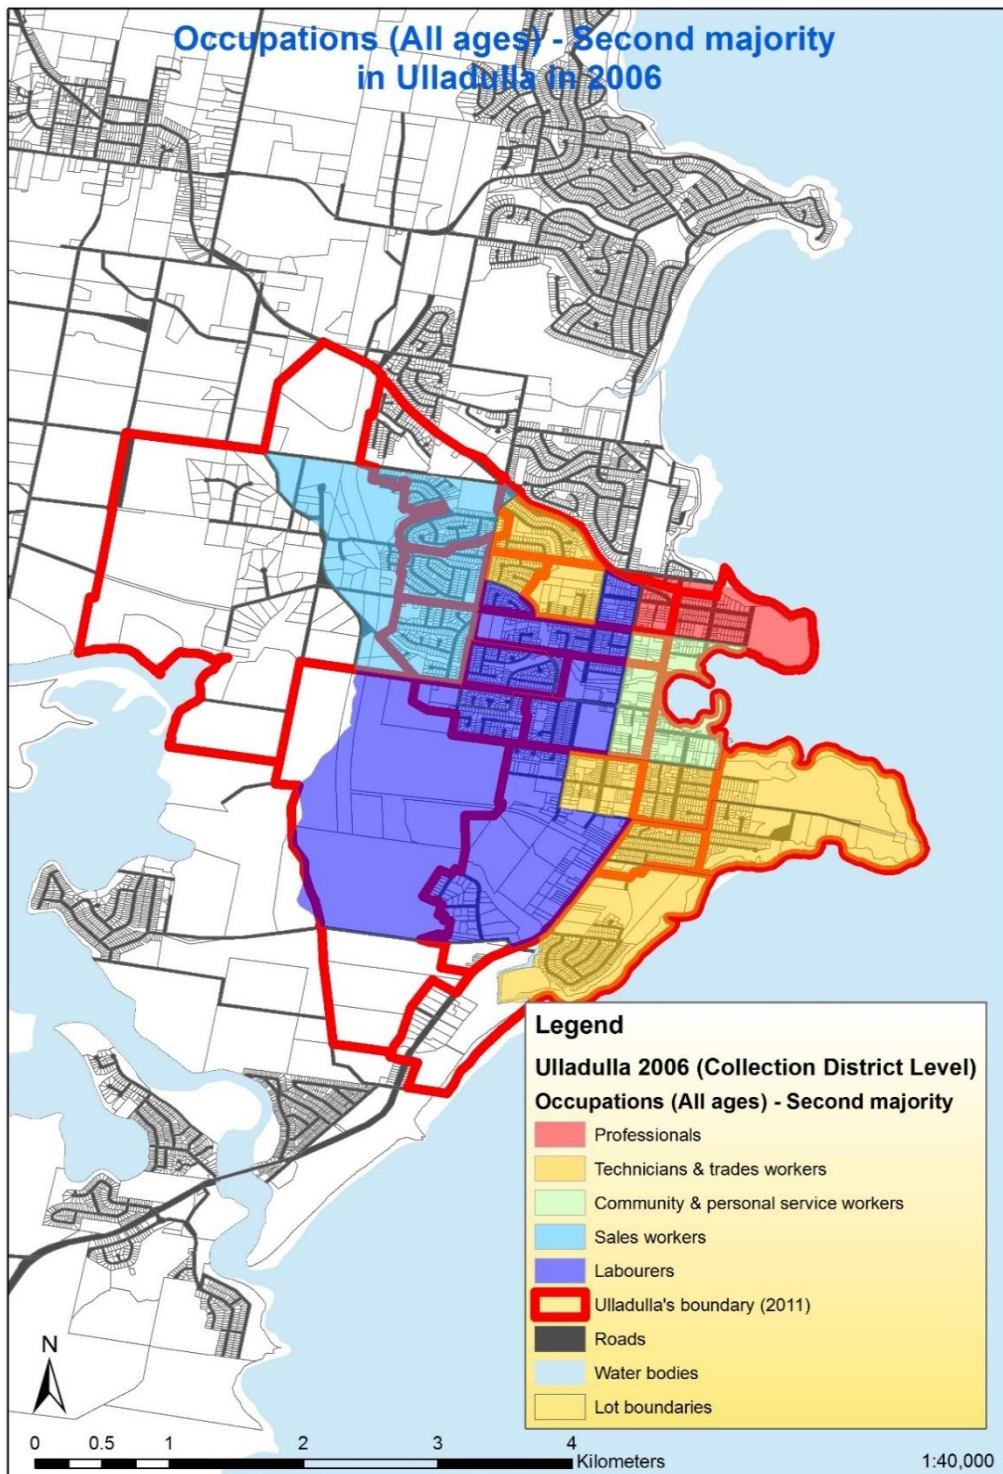 Occupations (All ages) - Second majority
in Ulladulla in 2006
Legend
Ulladulla 2006 (Collection District Level)
Occupations (All ages) - Second majority
Professionals
Technicians & trades workers
Community & personal service workers
Sales workers
Labourers
Ulladulla's boundary (2011)
Roads
Water bodies
Lot boundaries
N
0 0.5 1 2 3 4
Kilometers
1:40,000